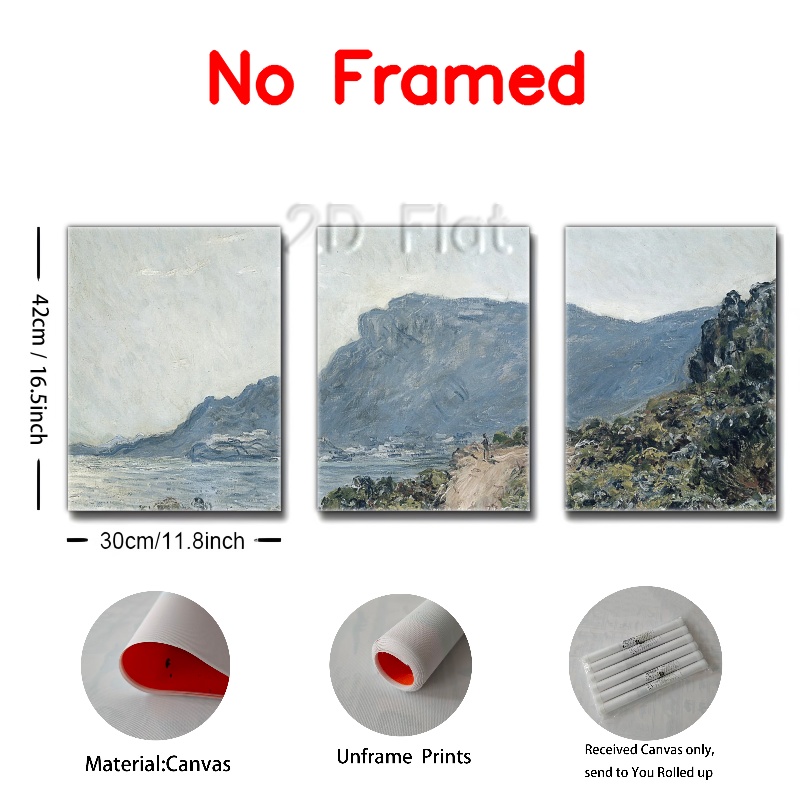 No Framed
2D Flat
42cm / 16.5inch
30cm/11.8inch
Material:Canvas
Unframe Prints
Received Canvas only,
send to You Rolled up